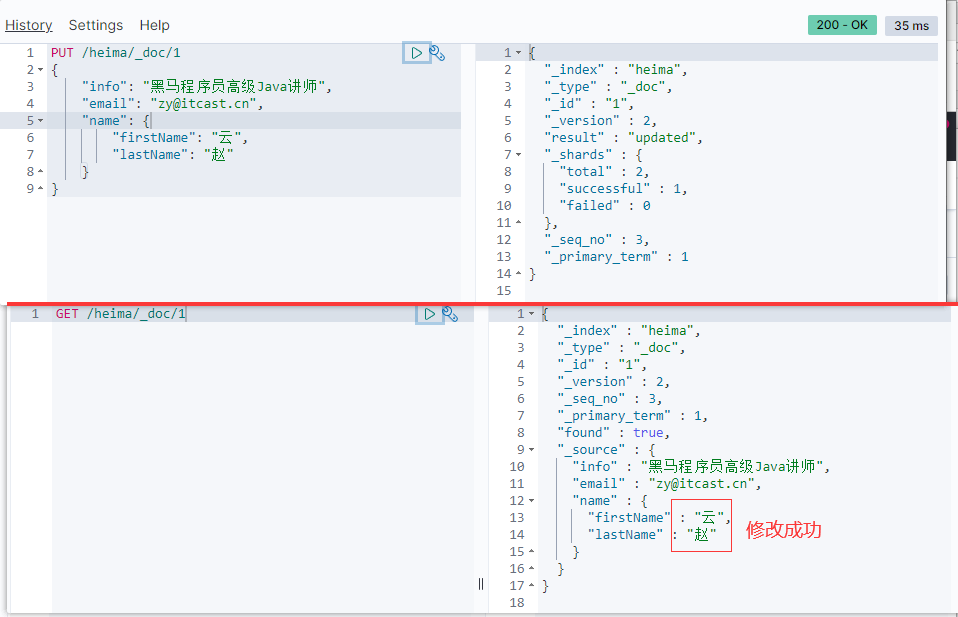 History Settings Help
200 - OK 35 ms
1 PUT /heima/_doc/1
2 {
3 "info": "黑马程序员高级Java讲师",
4 "email": "zy@itcast.cn",
5 "name": {
6 "firstName": "云",
7 "lastName": "赵"
8 }
9 }
1 {
2 "_index" : "heima",
3 "_type" : "_doc",
4 "_id" : "1",
5 "_version" : 2,
6 "result" : "updated",
7 "_shards" : {
8 "total" : 2,
9 "successful" : 1,
10 "failed" : 0
11 },
12 "_seq_no" : 3,
13 "_primary_term" : 1
14 }
15
1 GET /heima/_doc/1
1 {
2 "_index" : "heima",
3 "_type" : "_doc",
4 "_id" : "1",
5 "_version" : 2,
6 "_seq_no" : 3,
7 "_primary_term" : 1,
8 "found" : true,
9 "_source" : {
10 "info" : "黑马程序员高级Java讲师",
11 "email" : "zy@itcast.cn",
12 "name" : {
13 "firstName" : "云",
14 "lastName" : "赵"
15 }
16 }
17 }
18
修改成功